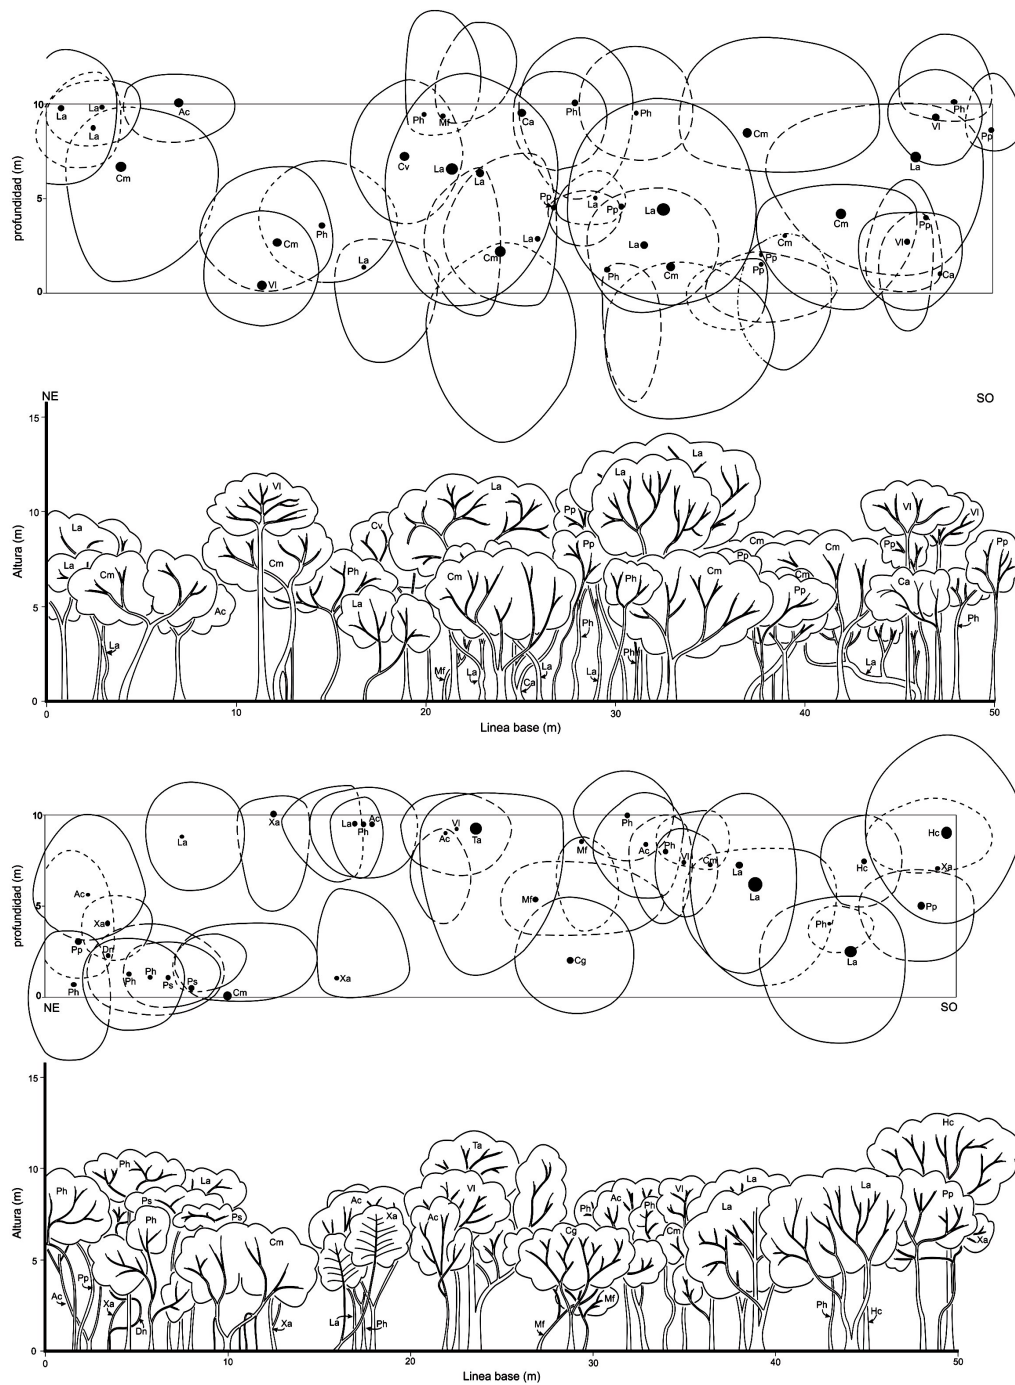 10
La
La
La
Ac
Cm
Ph
Mf
Cv
La
La
Ca
Ph
Ph
Cm
Ph
Vl
Pp
La
profundidad (m)
5
Cm
Vl
Ph
La
Cm
La
Pp
La
Pp
La
La
Ph
Cm
Cm
Pp
Pp
Cm
Vl
Pp
Ca
0
NE
SO
15
Altura (m)
10
5
0
La
La
Cm
La
Ac
Vl
Cm
Ph
La
Cv
La
Cm
Mf
La
Ca
La
Pp
Pp
Ph
La
La
La
Ph
Ph
Cm
Pp
Cm
Cm
Pp
Cm
La
Vl
Pp
Ca
Vl
Ph
Pp
0
10
20
30
40
50
Linea base (m)
10
La
Xa
La
Ph
Ac
Ac
Vl
Ta
Mf
Ph
Ac
Ph
Vl
Cm
La
La
Hc
Hc
Xa
profundidad (m)
5
Ac
Xa
Pp
Dn
Ph
Ph
Ph
Ps
Ps
Cm
Xa
Mf
Cg
Ph
La
Pp
0
NE
SO
15
Altura (m)
10
5
0
Ph
Ac
Pp
Xa
Dn
Ph
Ps
Ph
La
Ps
Cm
Xa
Ac
Xa
La
Ph
Ta
Vl
Ac
Cg
Mf
Mf
Ph
Ac
Ph
Vl
Cm
La
La
La
Ph
Hc
Hc
Pp
Xa
0
10
20
30
40
50
Linea base (m)